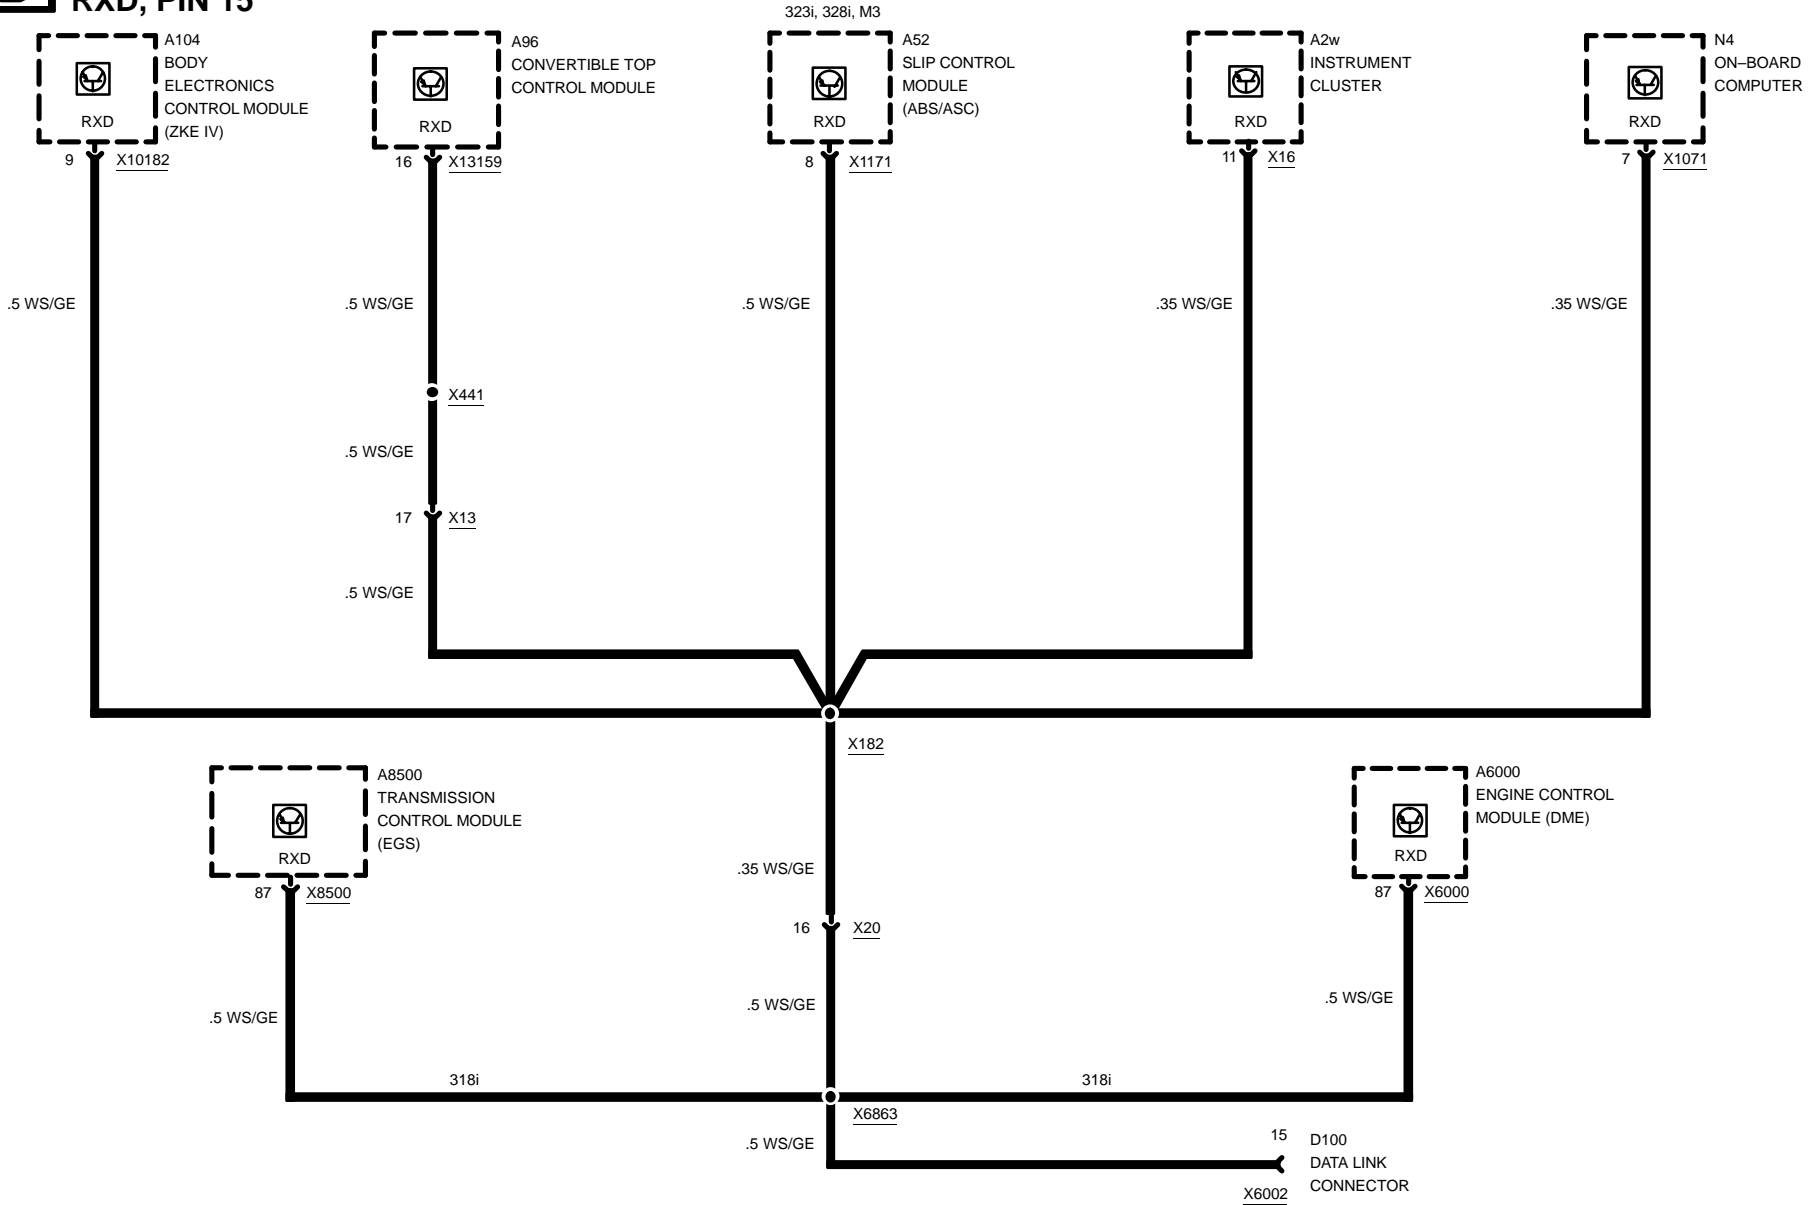 RXD, PIN 15
323i, 328i, M3
A104
BODY
ELECTRONICS
CONTROL MODULE
(ZKE IV)
RXD
9
X10182
A96
CONVERTIBLE TOP
CONTROL MODULE
RXD
16
X13159
A52
SLIP CONTROL
MODULE
(ABS/ASC)
RXD
8
X1171
A2w
INSTRUMENT
CLUSTER
RXD
11
X16
N4
ON–BOARD
COMPUTER
RXD
7
X1071
.5 WS/GE
.5 WS/GE
.5 WS/GE
.35 WS/GE
.35 WS/GE
X441
.5 WS/GE
17
X13
.5 WS/GE
X182
A8500
TRANSMISSION
CONTROL MODULE
(EGS)
RXD
87
X8500
A6000
ENGINE CONTROL
MODULE (DME)
RXD
87
X6000
.35 WS/GE
16
X20
.5 WS/GE
.5 WS/GE
.5 WS/GE
318i
318i
X6863
.5 WS/GE
15
D100
DATA LINK
CONNECTOR
X6002